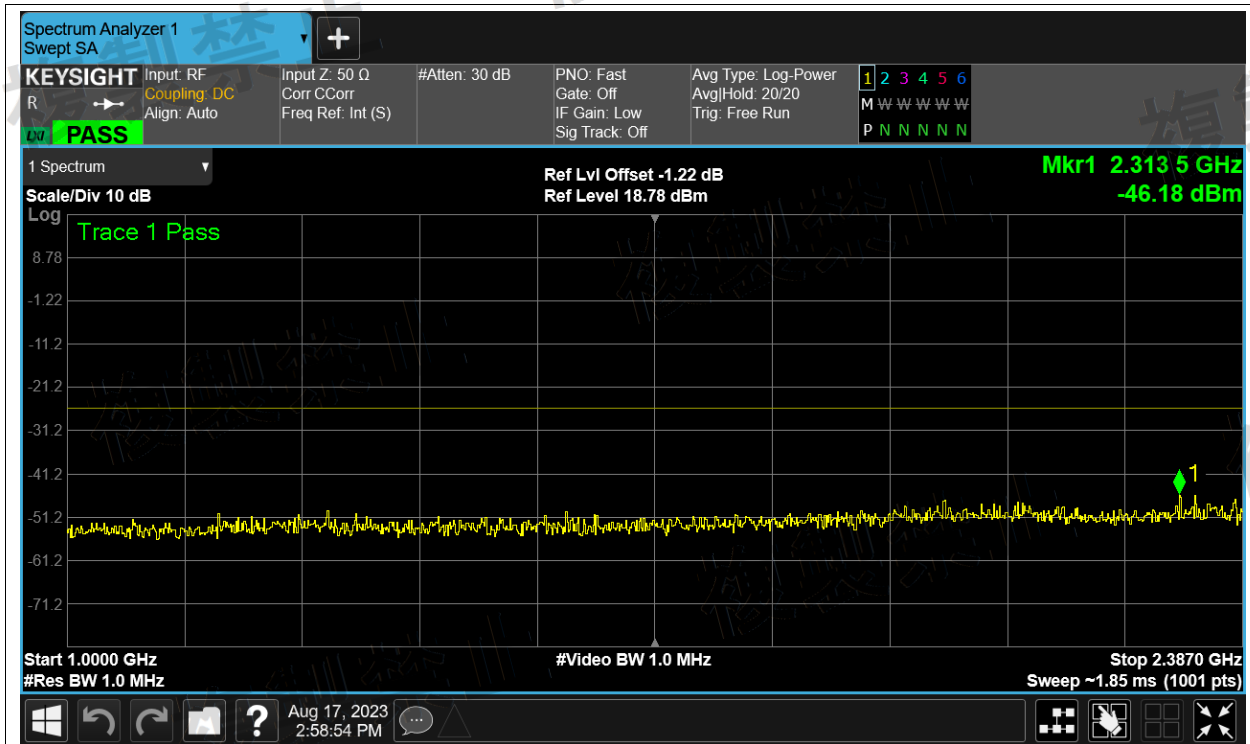 Spectrum Analyzer 1
Swept SA
+
KEYSIGHT
R
LXI PASS
Input: RF
Coupling: DC
Align: Auto
Input Z: 50 Ω
Corr CCorr
Freq Ref: Int (S)
#Atten: 30 dB
PNO: Fast
Gate: Off
IF Gain: Low
Sig Track: Off
Avg Type: Log-Power
Avg|Hold: 20/20
Trig: Free Run
1 2 3 4 5 6
M W W W W W
P N N N N N
1 Spectrum
Scale/Div 10 dB
Ref Lvl Offset -1.22 dB
Ref Level 18.78 dBm
Mkr1 2.313 5 GHz
-46.18 dBm
Log
Trace 1 Pass
8.78
-1.22
-11.2
-21.2
-31.2
-41.2
-51.2
-61.2
-71.2
1
Start 1.0000 GHz
#Res BW 1.0 MHz
#Video BW 1.0 MHz
Stop 2.3870 GHz
Sweep ~1.85 ms (1001 pts)
?
Aug 17, 2023
2:58:54 PM
複製禁止